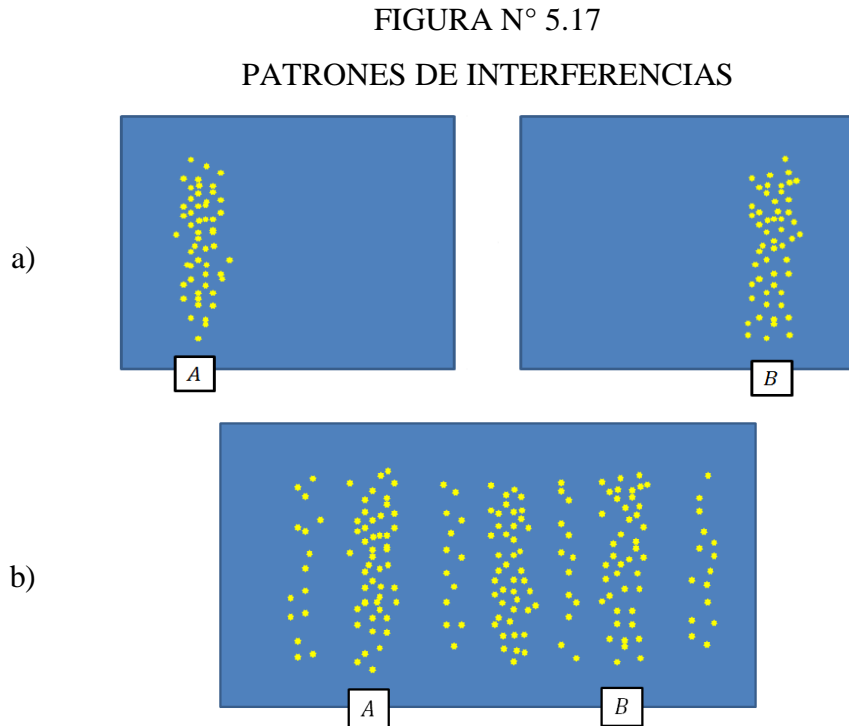 FIGURA N° 5.17
PATRONES DE INTERFERENCIAS
a)
A
B
b)
A
B